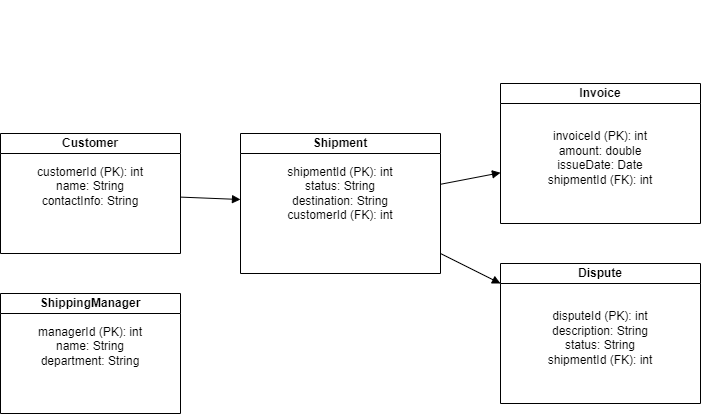 Customer
customerId (PK): int
name: String
contactInfo: String
ShippingManager
managerId (PK): int
name: String
department: String
Shipment
shipmentId (PK): int
status: String
destination: String
customerId (FK): int
Invoice
invoiceId (PK): int
amount: double
issueDate: Date
shipmentId (FK): int
Dispute
disputeId (PK): int
description: String
status: String
shipmentId (FK): int